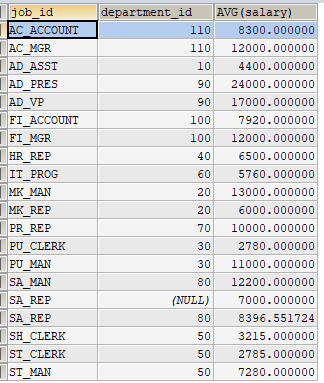 job_id department_id AVG(salary)
AC_ACCOUNT 110 8300.000000
AC_MGR 110 12000.000000
AD_ASST 10 4400.000000
AD_PRES 90 24000.000000
AD_VP 90 17000.000000
FI_ACCOUNT 100 7920.000000
FI_MGR 100 12000.000000
HR_REP 40 6500.000000
IT_PROG 60 5760.000000
MK_MAN 20 13000.000000
MK_REP 20 6000.000000
PR_REP 70 10000.000000
PU_CLERK 30 2780.000000
PU_MAN 30 11000.000000
SA_MAN 80 12200.000000
SA_REP (NULL) 7000.000000
SA_REP 80 8396.551724
SH_CLERK 50 3215.000000
ST_CLERK 50 2785.000000
ST_MAN 50 7280.000000